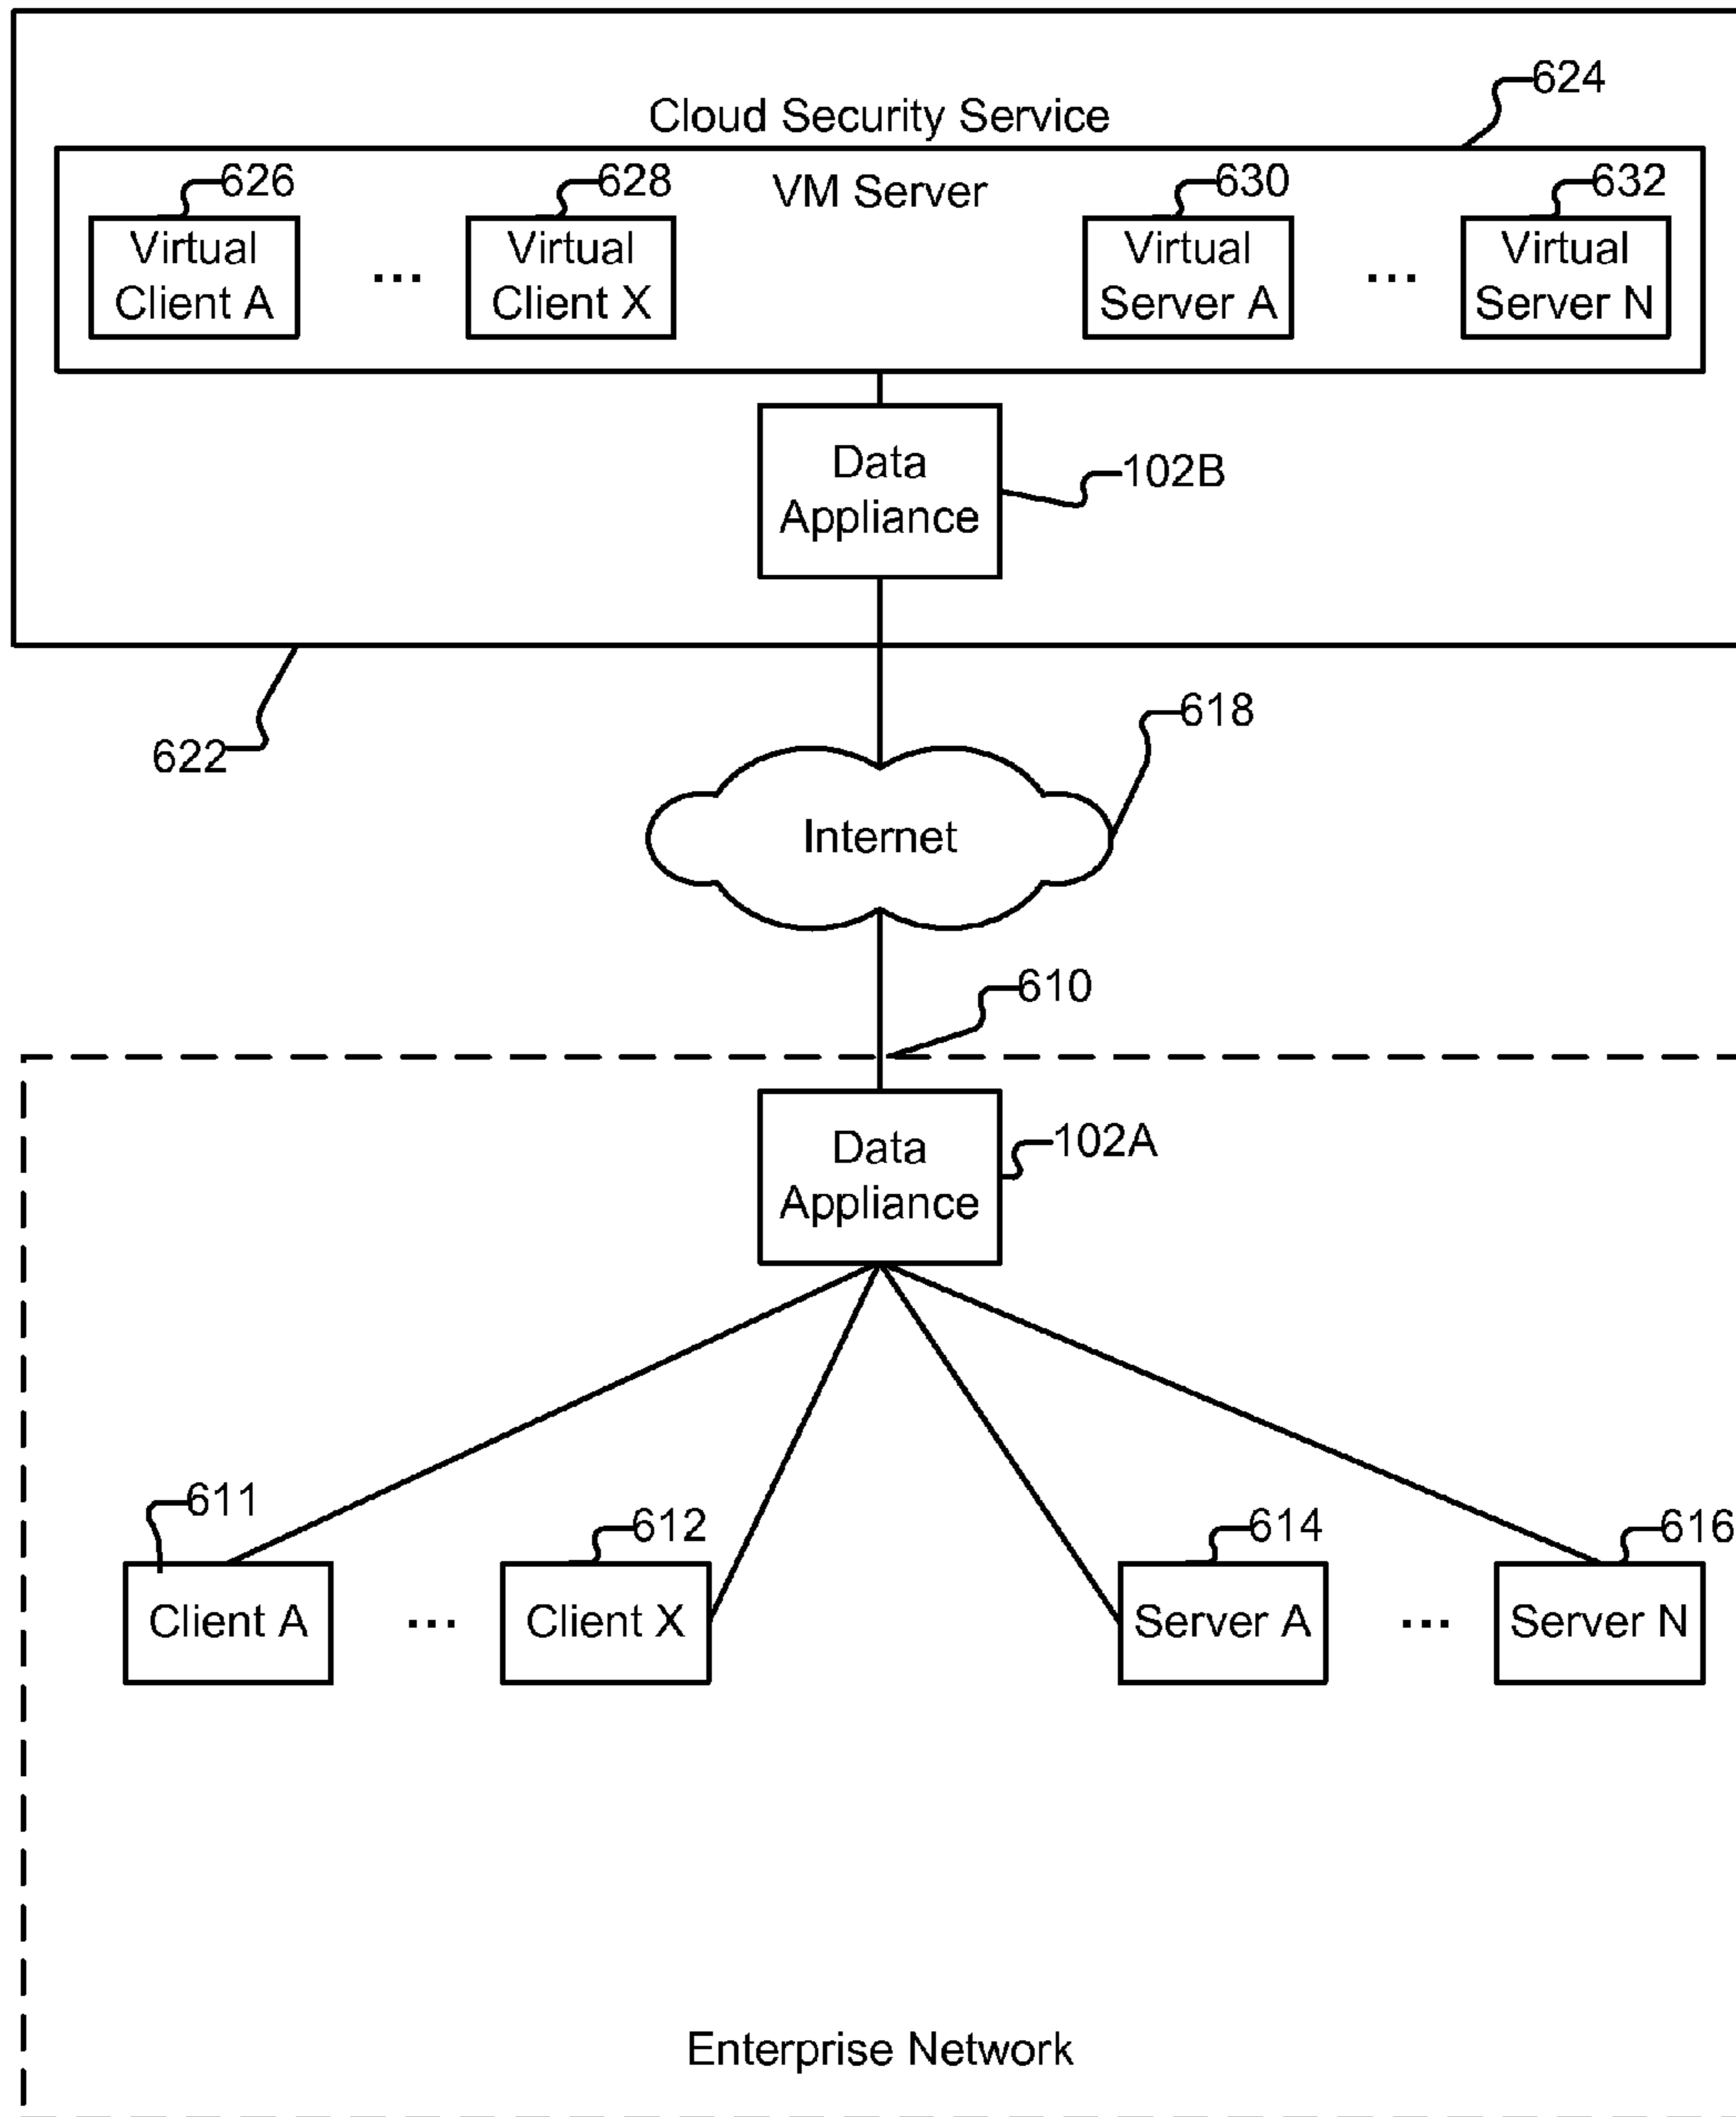 624
Cloud Security Service
626
628
VM Server
630
632
Virtual
Client A
...
Virtual
Client X
Virtual
Server A
...
Virtual
Server N
Data
Appliance
102B
618
622
Internet
610
Data
Appliance
102A
611
612
614
616
Client A
...
Client X
Server A
...
Server N
Enterprise Network